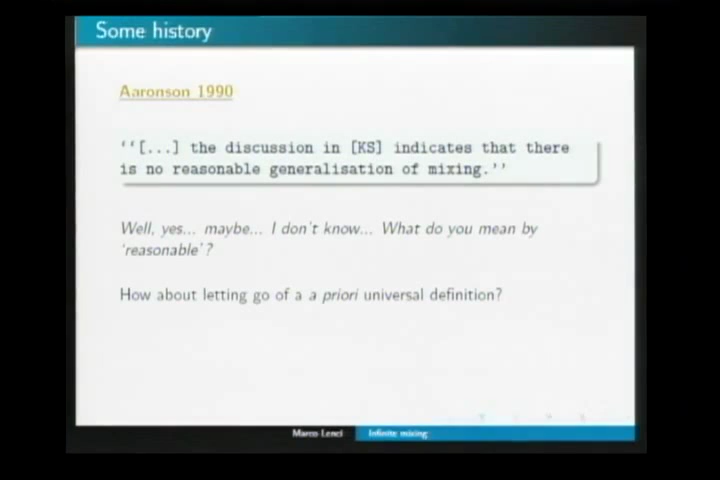 Some history
Aaronson 1990
‘‘[...] the discussion in [KS] indicates that there
is no reasonable generalisation of mixing.’’
Well, yes... maybe... I don't know... What do you mean by
‘reasonable’?
How about letting go of a a priori universal definition?
Marco Lenci Infinite mixing